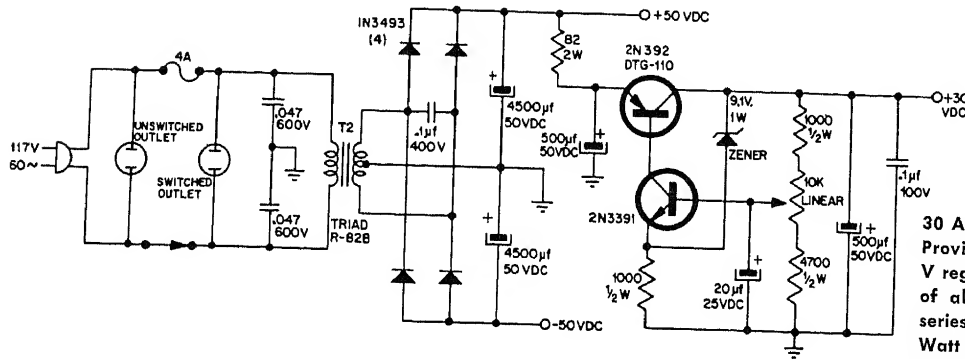 4A
117V
60~
UNSWITCHED
OUTLET
SWITCHED
OUTLET
.047
600V
.047
600V
T2
TRIAD
R-82B
IN3493
(4)
.1µf
400V
4500µf
50VDC
4500µf
50VDC
+50 VDC
-50VDC
82
2W
500µf
50VDC
2N392
DTG-110
2N3391
9.1V,
1W
ZENER
1000
1/2W
20µf
25VDC
1000
1/2W
10K
LINEAR
4700
1/2W
500µf
50VDC
.1µf
100V
+30
VDC
30 A
Provi
V reg
of al
series
Watt